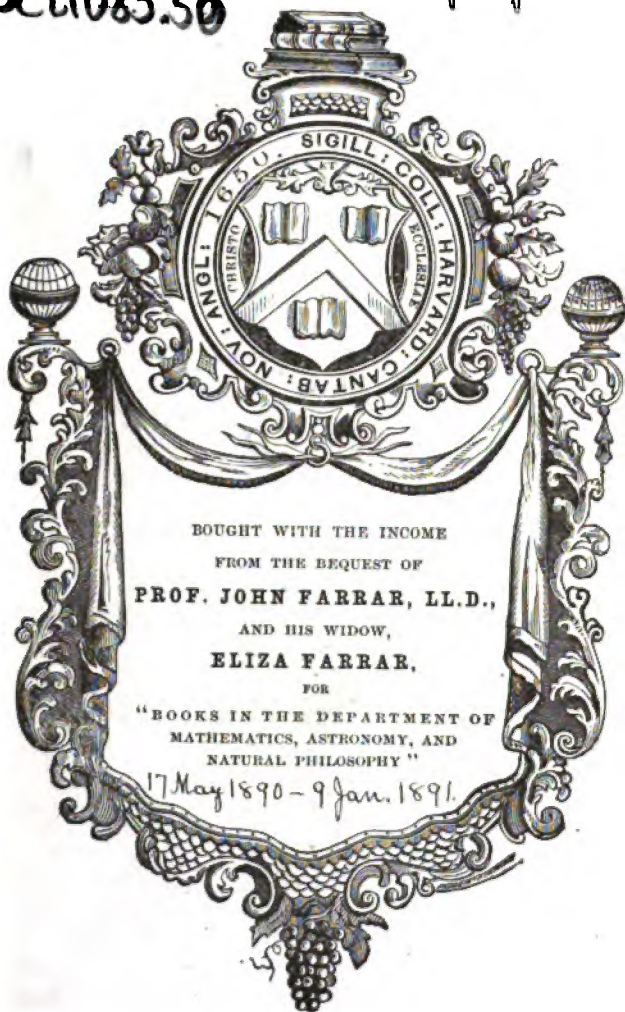 SIGILL: COLL: HARVARD: CANTAB: NOV: ANGL: 1650.
CHRISTO
ET
ECCLESIAE
BOUGHT WITH THE INCOME
FROM THE BEQUEST OF
PROF. JOHN FARRAR, LL.D.,
AND HIS WIDOW,
ELIZA FARRAR,
FOR
"BOOKS IN THE DEPARTMENT OF
MATHEMATICS, ASTRONOMY, AND
NATURAL PHILOSOPHY"
17 May 1890 – 9 Jan. 1891.